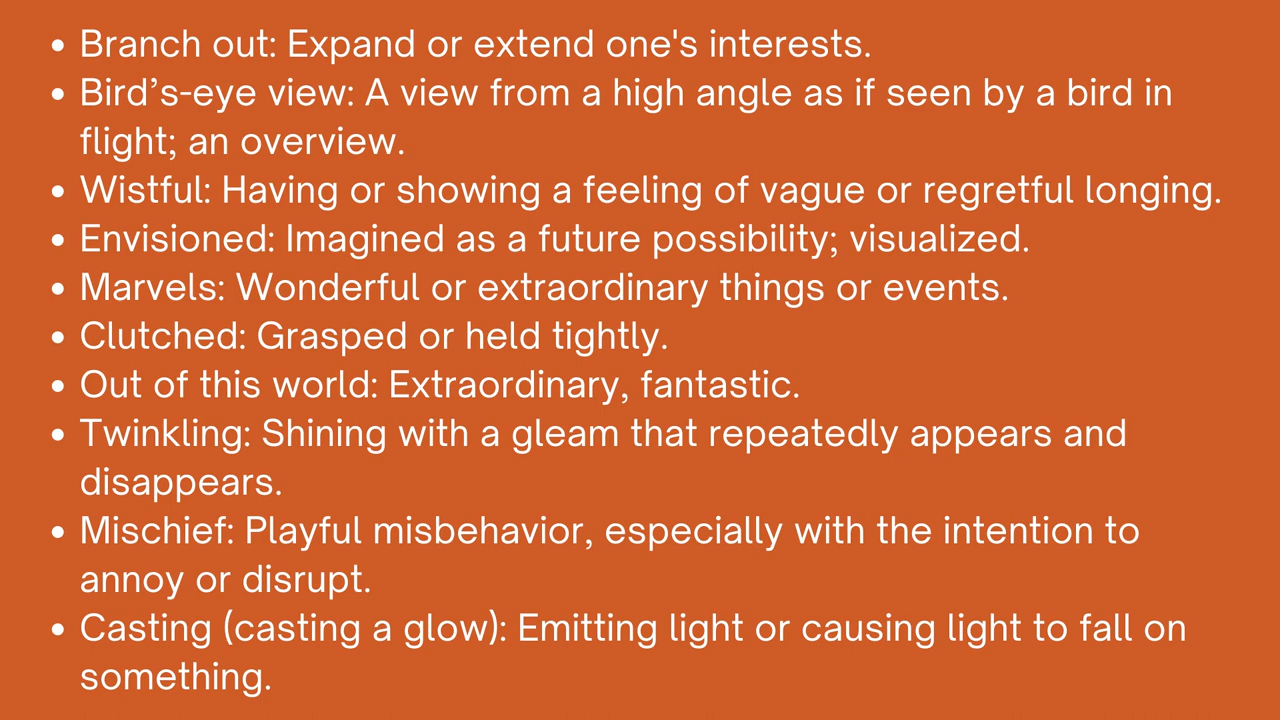 • Branch out: Expand or extend one's interests.
• Bird’s-eye view: A view from a high angle as if seen by a bird in
flight; an overview.
• Wistful: Having or showing a feeling of vague or regretful longing.
• Envisioned: Imagined as a future possibility; visualized.
• Marvels: Wonderful or extraordinary things or events.
• Clutched: Grasped or held tightly.
• Out of this world: Extraordinary, fantastic.
• Twinkling: Shining with a gleam that repeatedly appears and
disappears.
• Mischief: Playful misbehavior, especially with the intention to
annoy or disrupt.
• Casting (casting a glow): Emitting light or causing light to fall on
something.